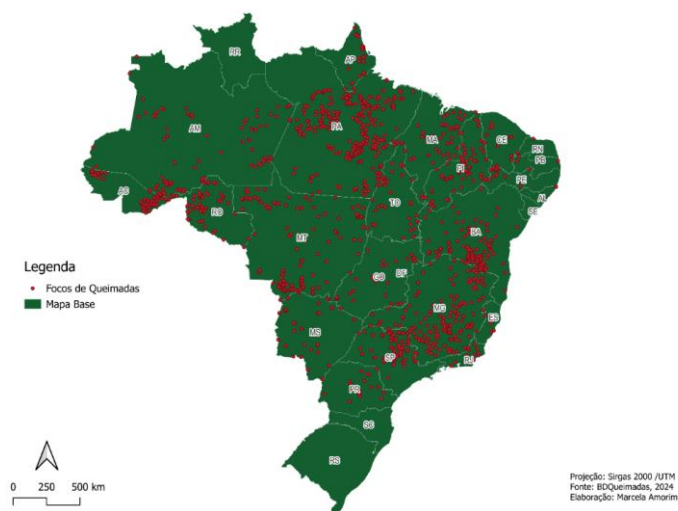 RR
AP
AM
PA
MA
CE
RN
PB
PI
PE
AC
AL
SE
RO
TO
BA
MT
GO
DF
MG
ES
MS
SP
RJ
PR
SC
RS
Legenda
Focos de Queimadas
Mapa Base
0 250 500 km
Projeção: Sirgas 2000 /UTM
Fonte: BDQueimadas, 2024
Elaboração: Marcela Amorim